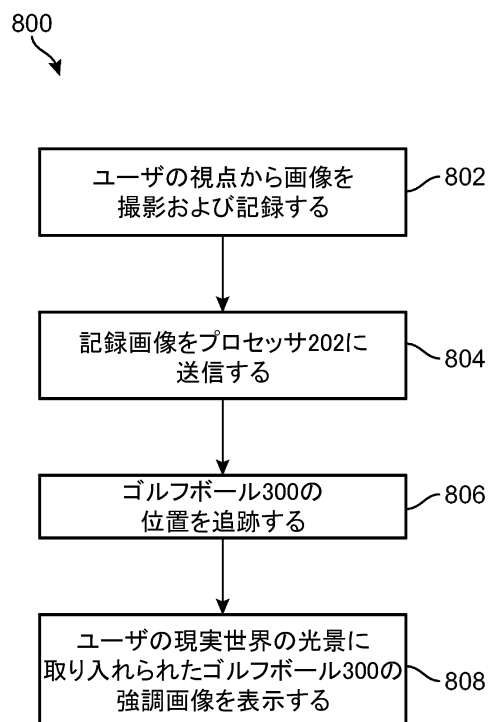 800
ユーザの視点から画像を
撮影および記録する
802
記録画像をプロセッサ202に
送信する
804
ゴルフボール300の
位置を追跡する
806
ユーザの現実世界の光景に
取り入れられたゴルフボール300の
強調画像を表示する
808